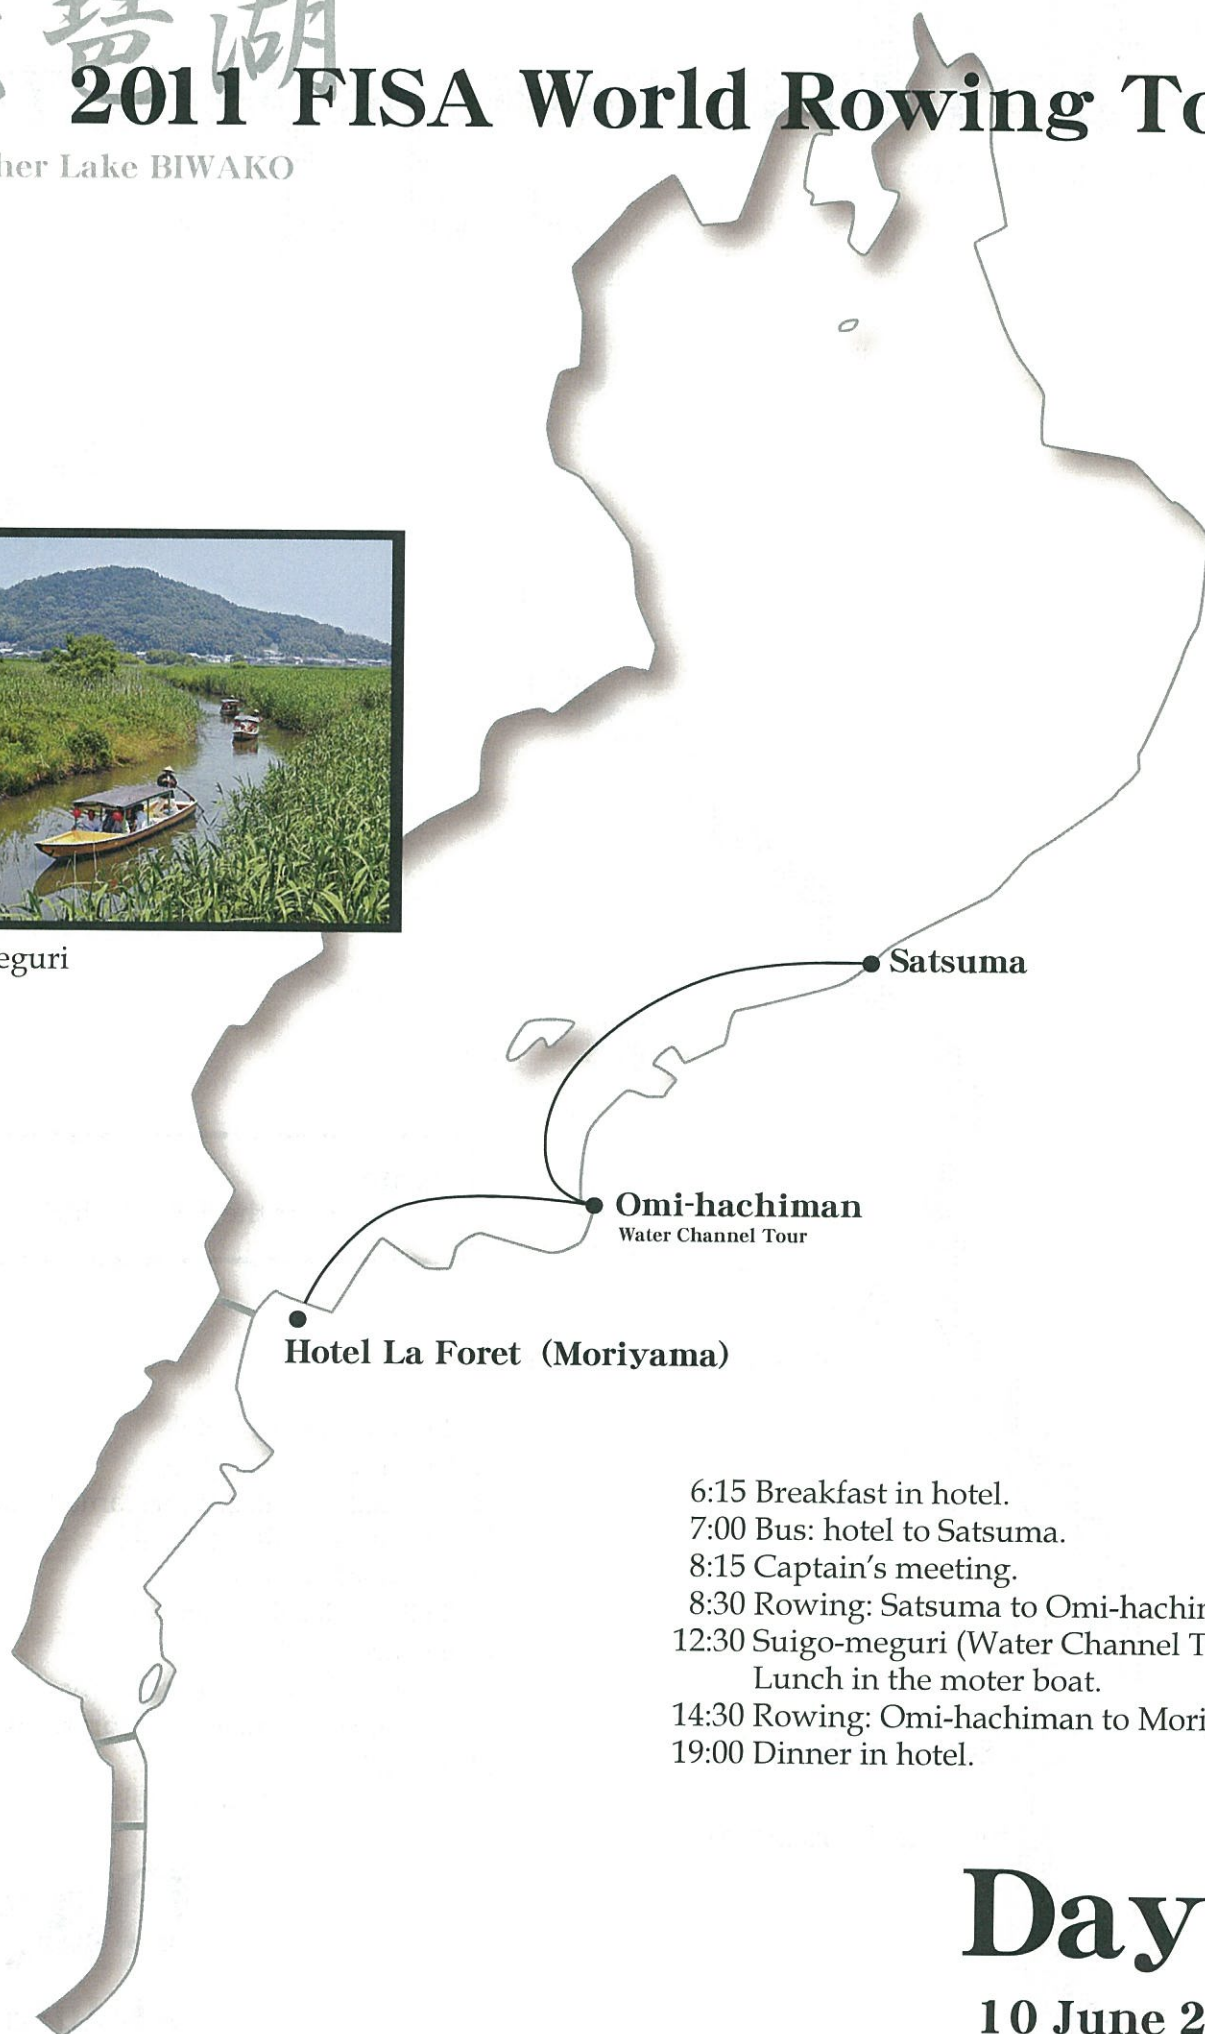 琶湖
2011 FISA World Rowing To
her Lake BIWAKO
eguri
Satsuma
Omi-hachiman
Water Channel Tour
Hotel La Foret (Moriyama)
6:15 Breakfast in hotel.
7:00 Bus: hotel to Satsuma.
8:15 Captain's meeting.
8:30 Rowing: Satsuma to Omi-hachim
12:30 Suigo-meguri (Water Channel T
Lunch in the moter boat.
14:30 Rowing: Omi-hachiman to Mori
19:00 Dinner in hotel.
Day
10 June 2